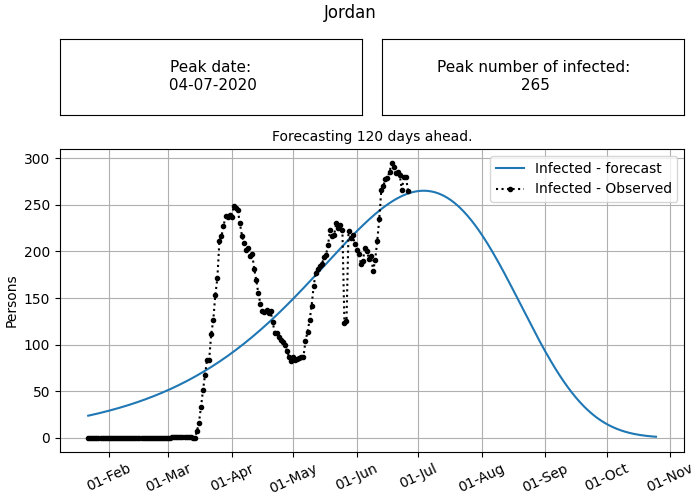 Jordan
Peak date:
04-07-2020
Peak number of infected:
265
Forecasting 120 days ahead.
Infected - forecast
Infected - Observed
Persons
300
250
200
150
100
50
0
01-Feb
01-Mar
01-Apr
01-May
01-Jun
01-Jul
01-Aug
01-Sep
01-Oct
01-Nov